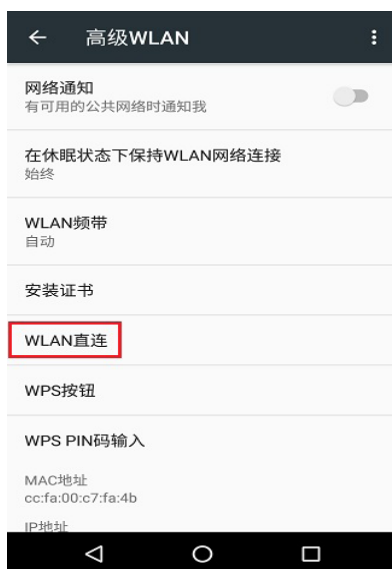 高级WLAN
网络通知
有可用的公共网络时通知我
在休眠状态下保持WLAN网络连接
始终
WLAN频带
自动
安装证书
WLAN直连
WPS按钮
WPS PIN码输入
MAC地址
cc:fa:00:c7:fa:4b
IP地址